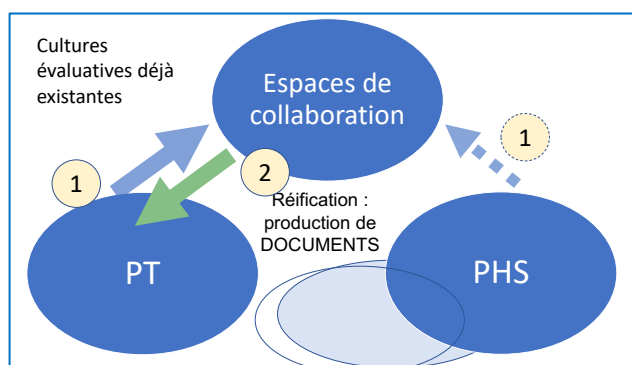 Cultures
évaluatives déjà
existantes
Espaces de
collaboration
1
1
2
Réification :
production de
DOCUMENTS
PT
PHS